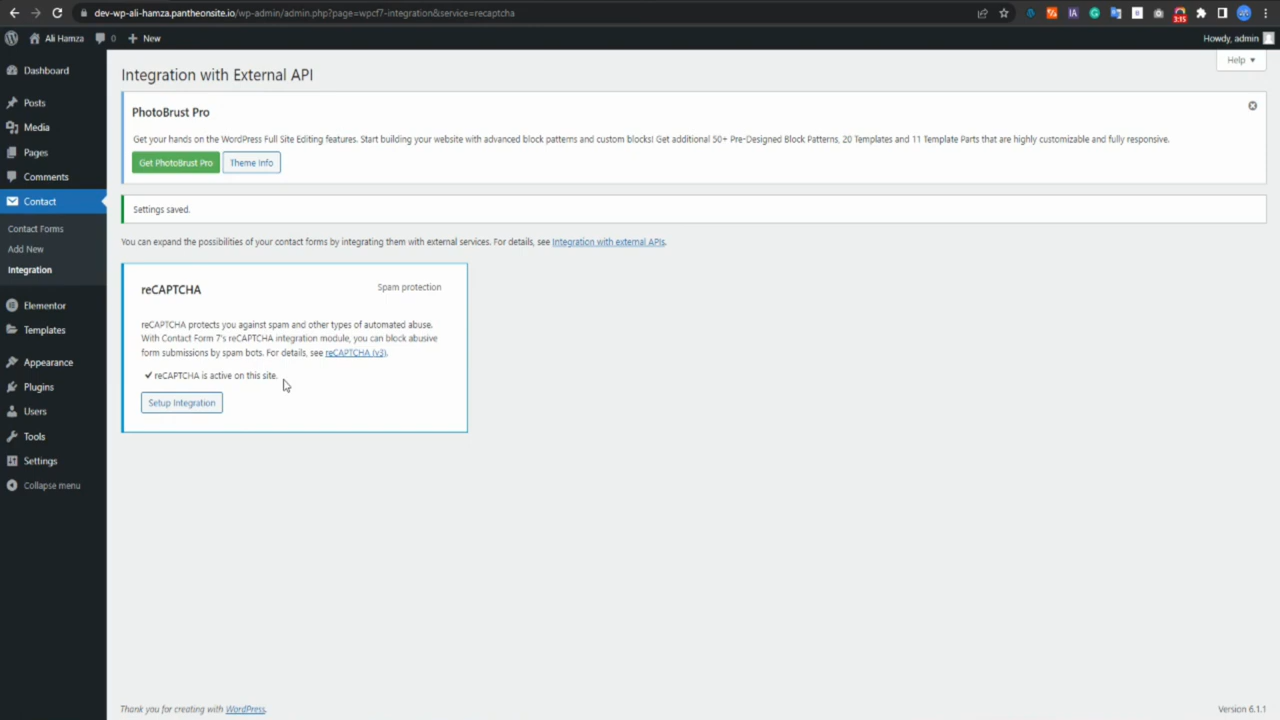 dev-wp-ali-hamza.pantheonsite.io/wp-admin/admin.php?page=wpcf7-integration&service=recaptcha
3:15
Ali Hamza 0 New
Howdy, admin
Dashboard
Posts
Media
Pages
Comments
Contact
Contact Forms
Add New
Integration
Elementor
Templates
Appearance
Plugins
Users
Tools
Settings
Collapse menu
Help
Integration with External API
PhotoBrust Pro
Get your hands on the WordPress Full Site Editing features. Start building your website with advanced block patterns and custom blocks! Get additional 50+ Pre-Designed Block Patterns, 20 Templates and 11 Template Parts that are highly customizable and fully responsive.
Get PhotoBrust Pro Theme Info
Settings saved.
You can expand the possibilities of your contact forms by integrating them with external services. For details, see Integration with external APIs.
reCAPTCHA Spam protection
reCAPTCHA protects you against spam and other types of automated abuse.
With Contact Form 7's reCAPTCHA integration module, you can block abusive
form submissions by spam bots. For details, see reCAPTCHA (v3).
✔ reCAPTCHA is active on this site.
Setup Integration
Thank you for creating with WordPress.
Version 6.1.1